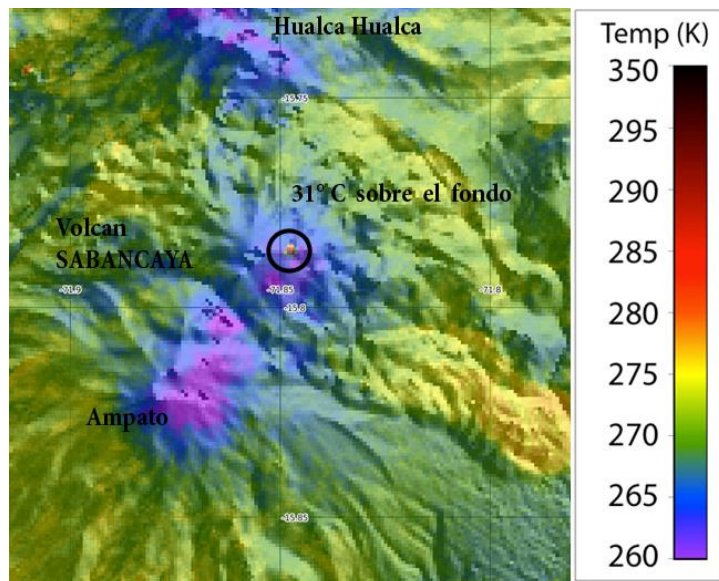 Hualca Hualca
-15.75
31°C sobre el fondo
Volcan
SABANCAYA
-71.9
-71.85
-71.8
-15.8
Ampato
-15.85
Temp (K)
350
295
290
285
280
275
270
265
260